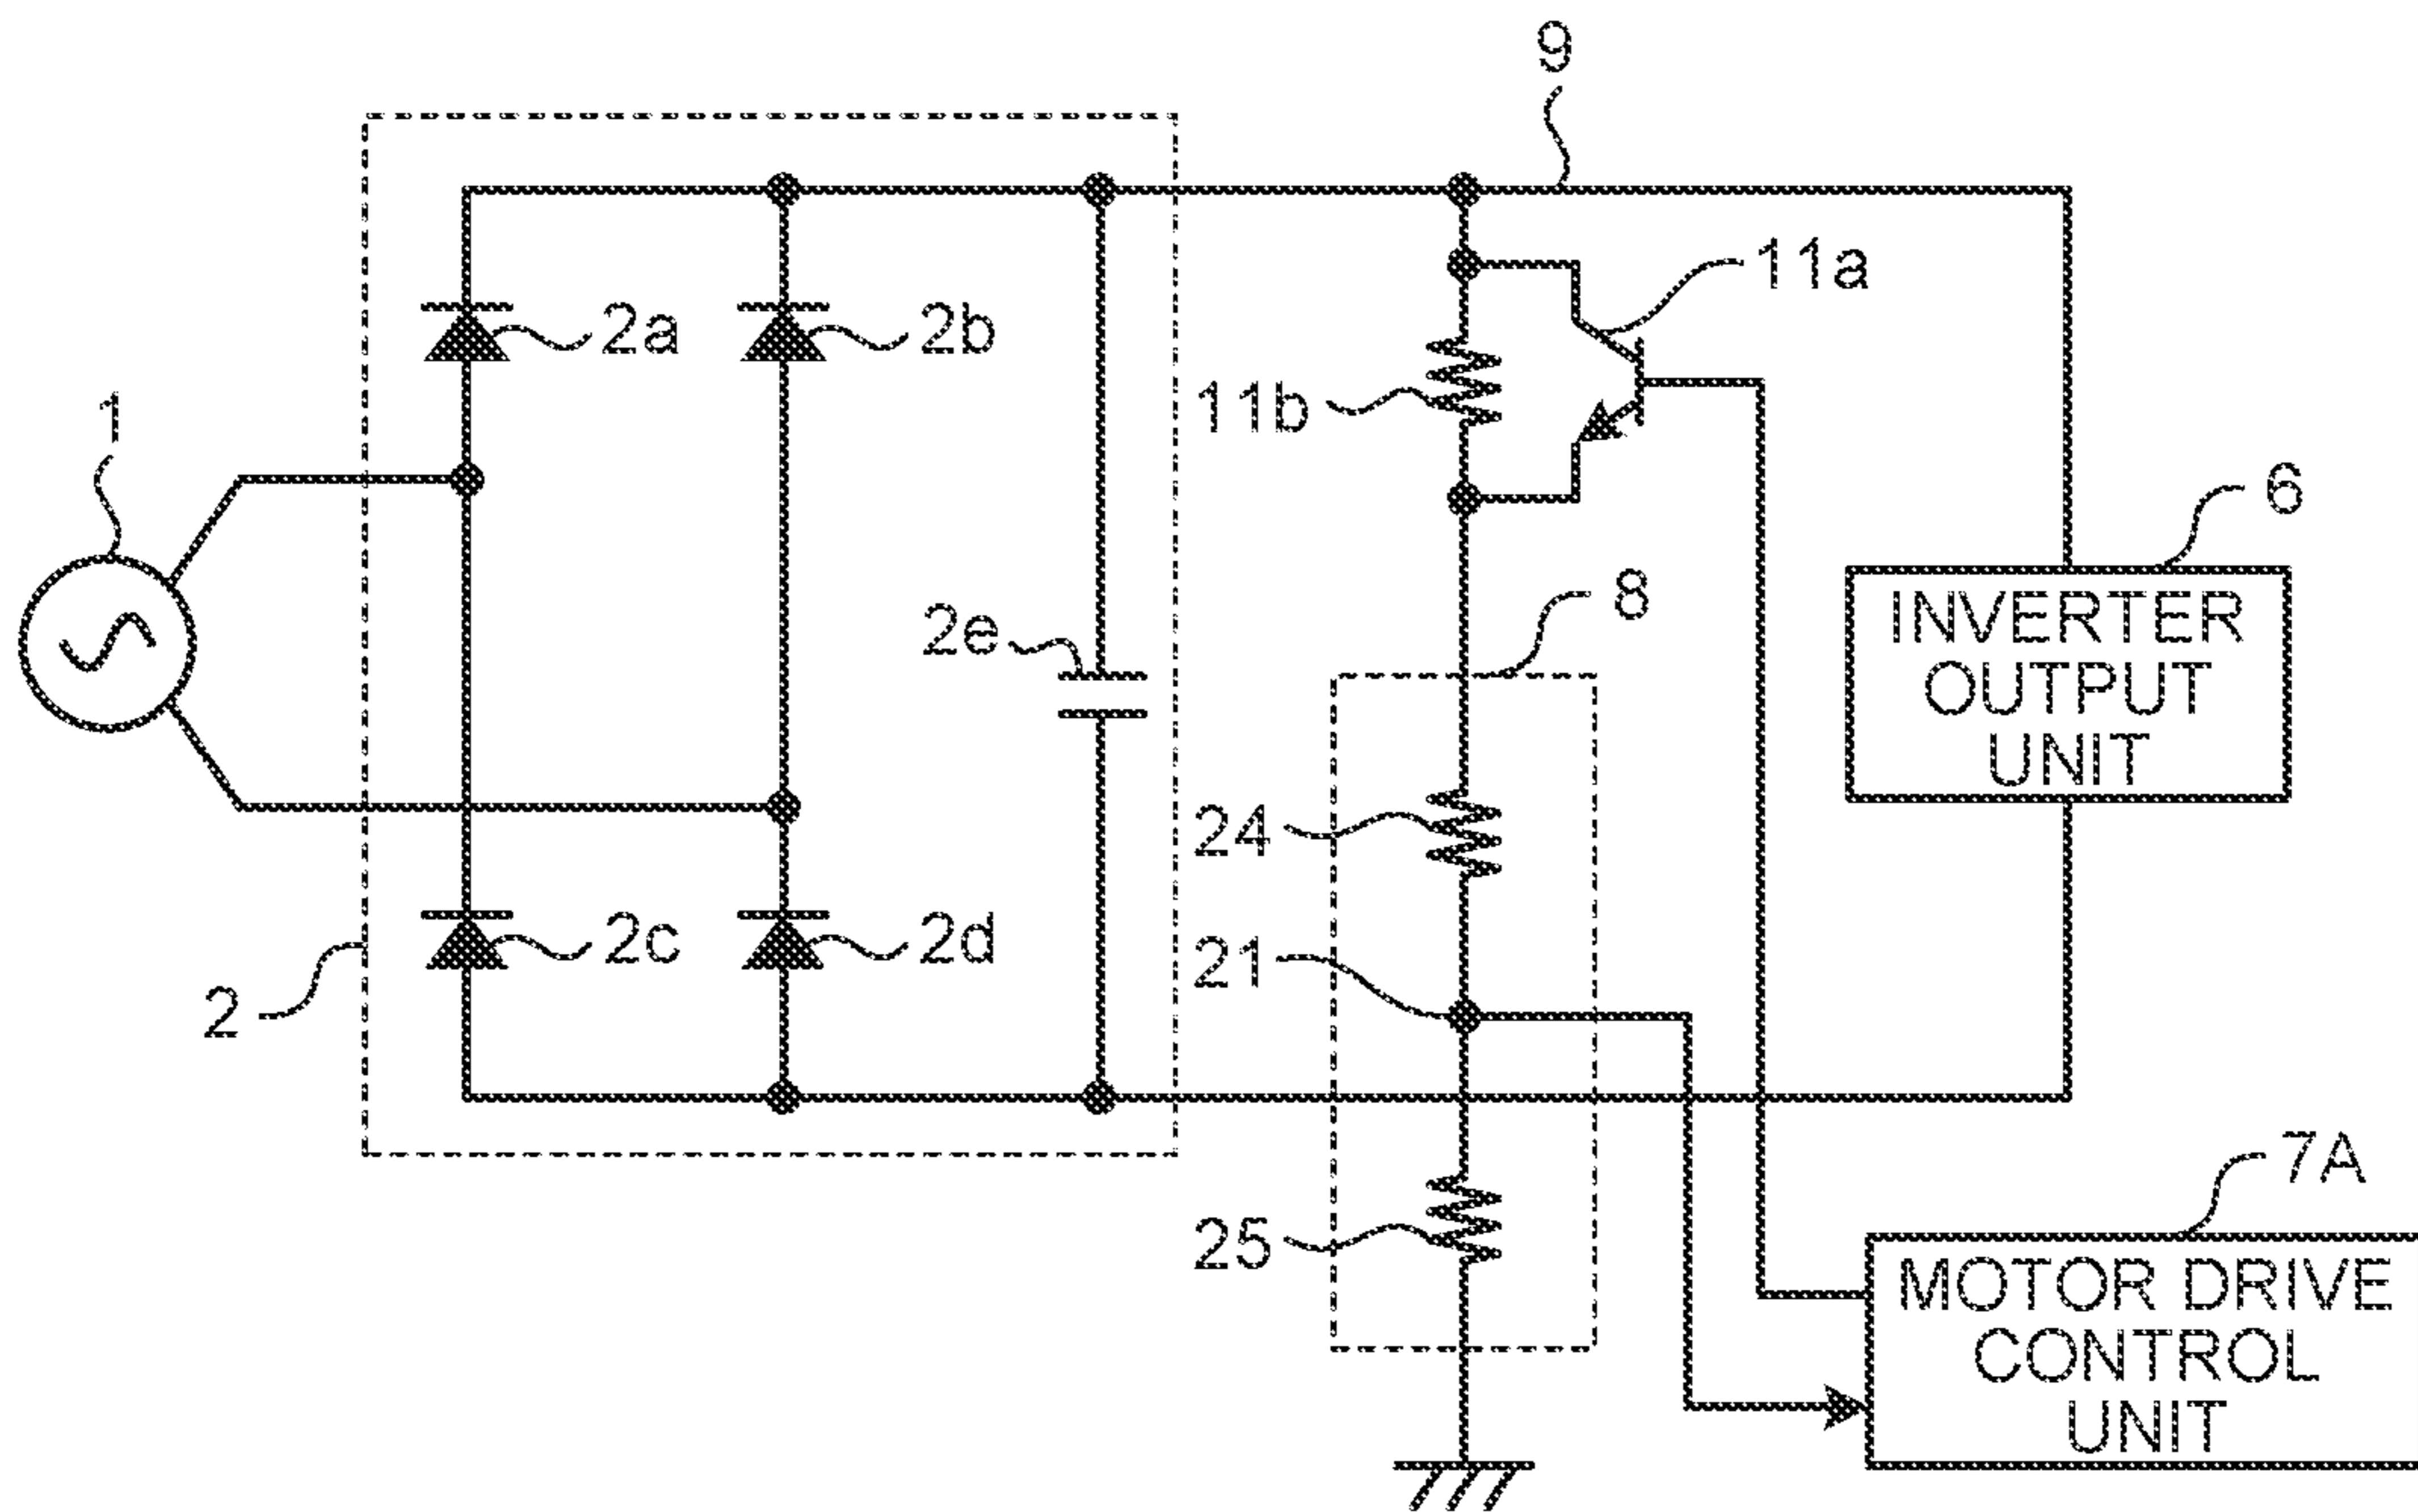 9
11a
2a
2b
1
11b
6
8
2e
INVERTER
OUTPUT
UNIT
24
2c
2d
21
2
7A
25
MOTOR DRIVE
CONTROL
UNIT